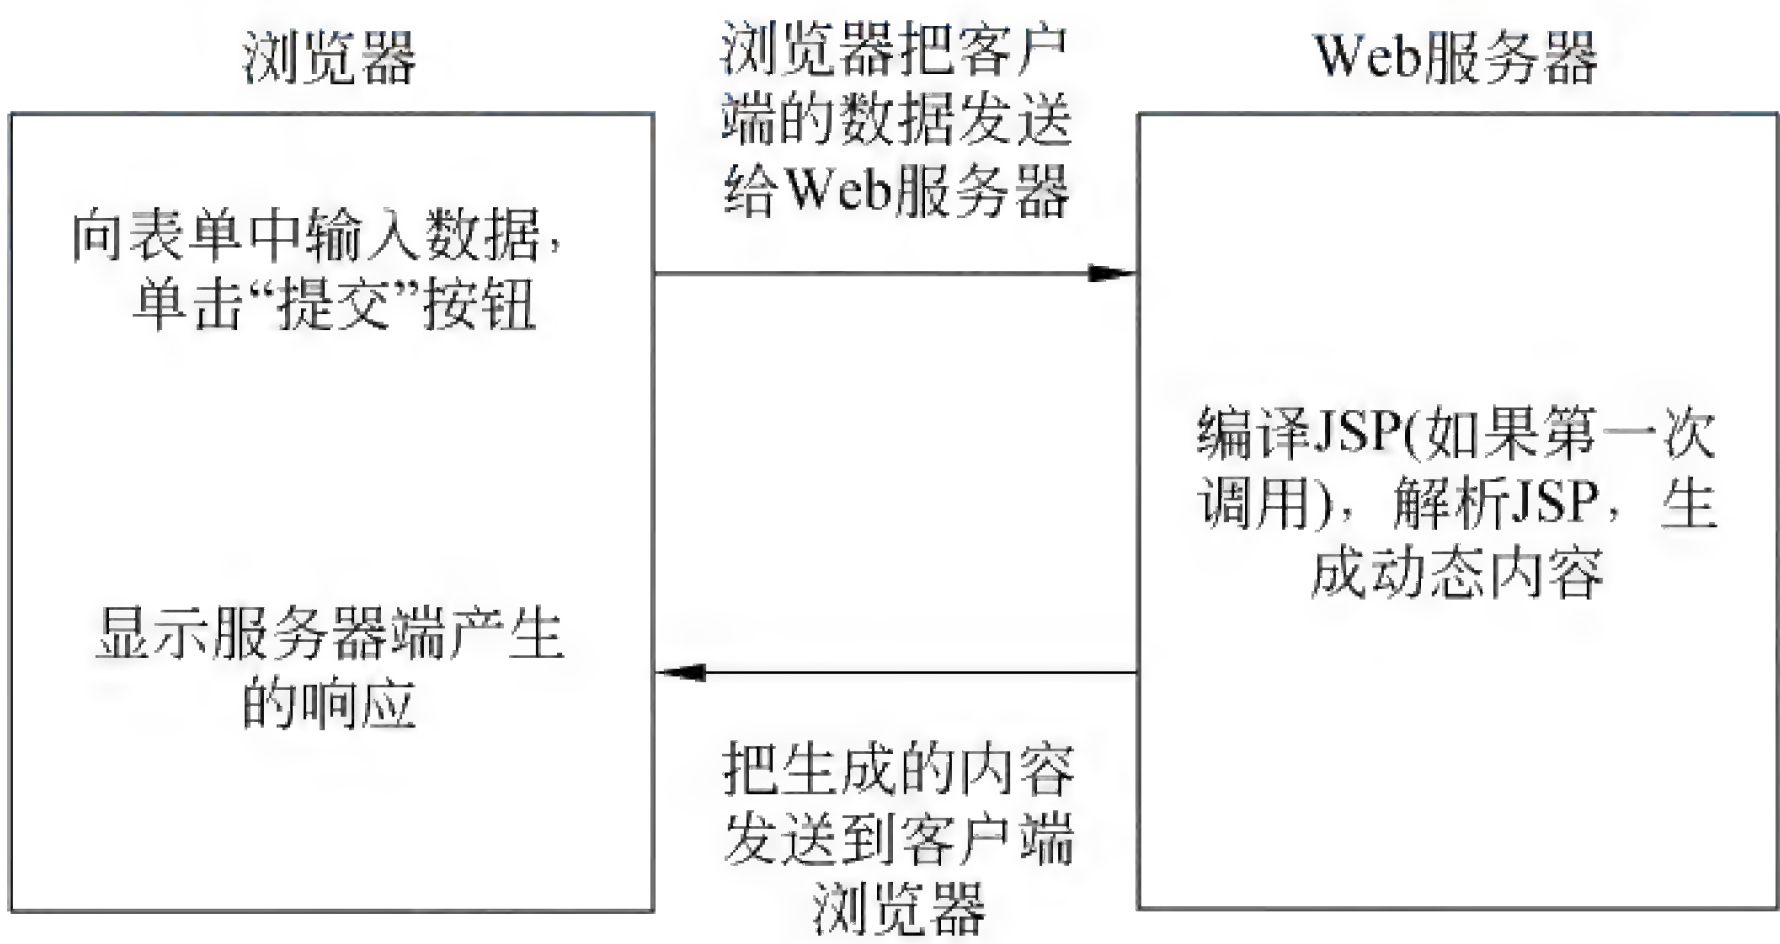 浏览器
向表单中输入数据，
单击“提交”按钮
显示服务器端产生
的响应
浏览器把客户
端的数据发送
给Web服务器
把生成的内容
发送到客户端
浏览器
Web服务器
编译JSP(如果第一次
调用)，解析JSP，生
成动态内容